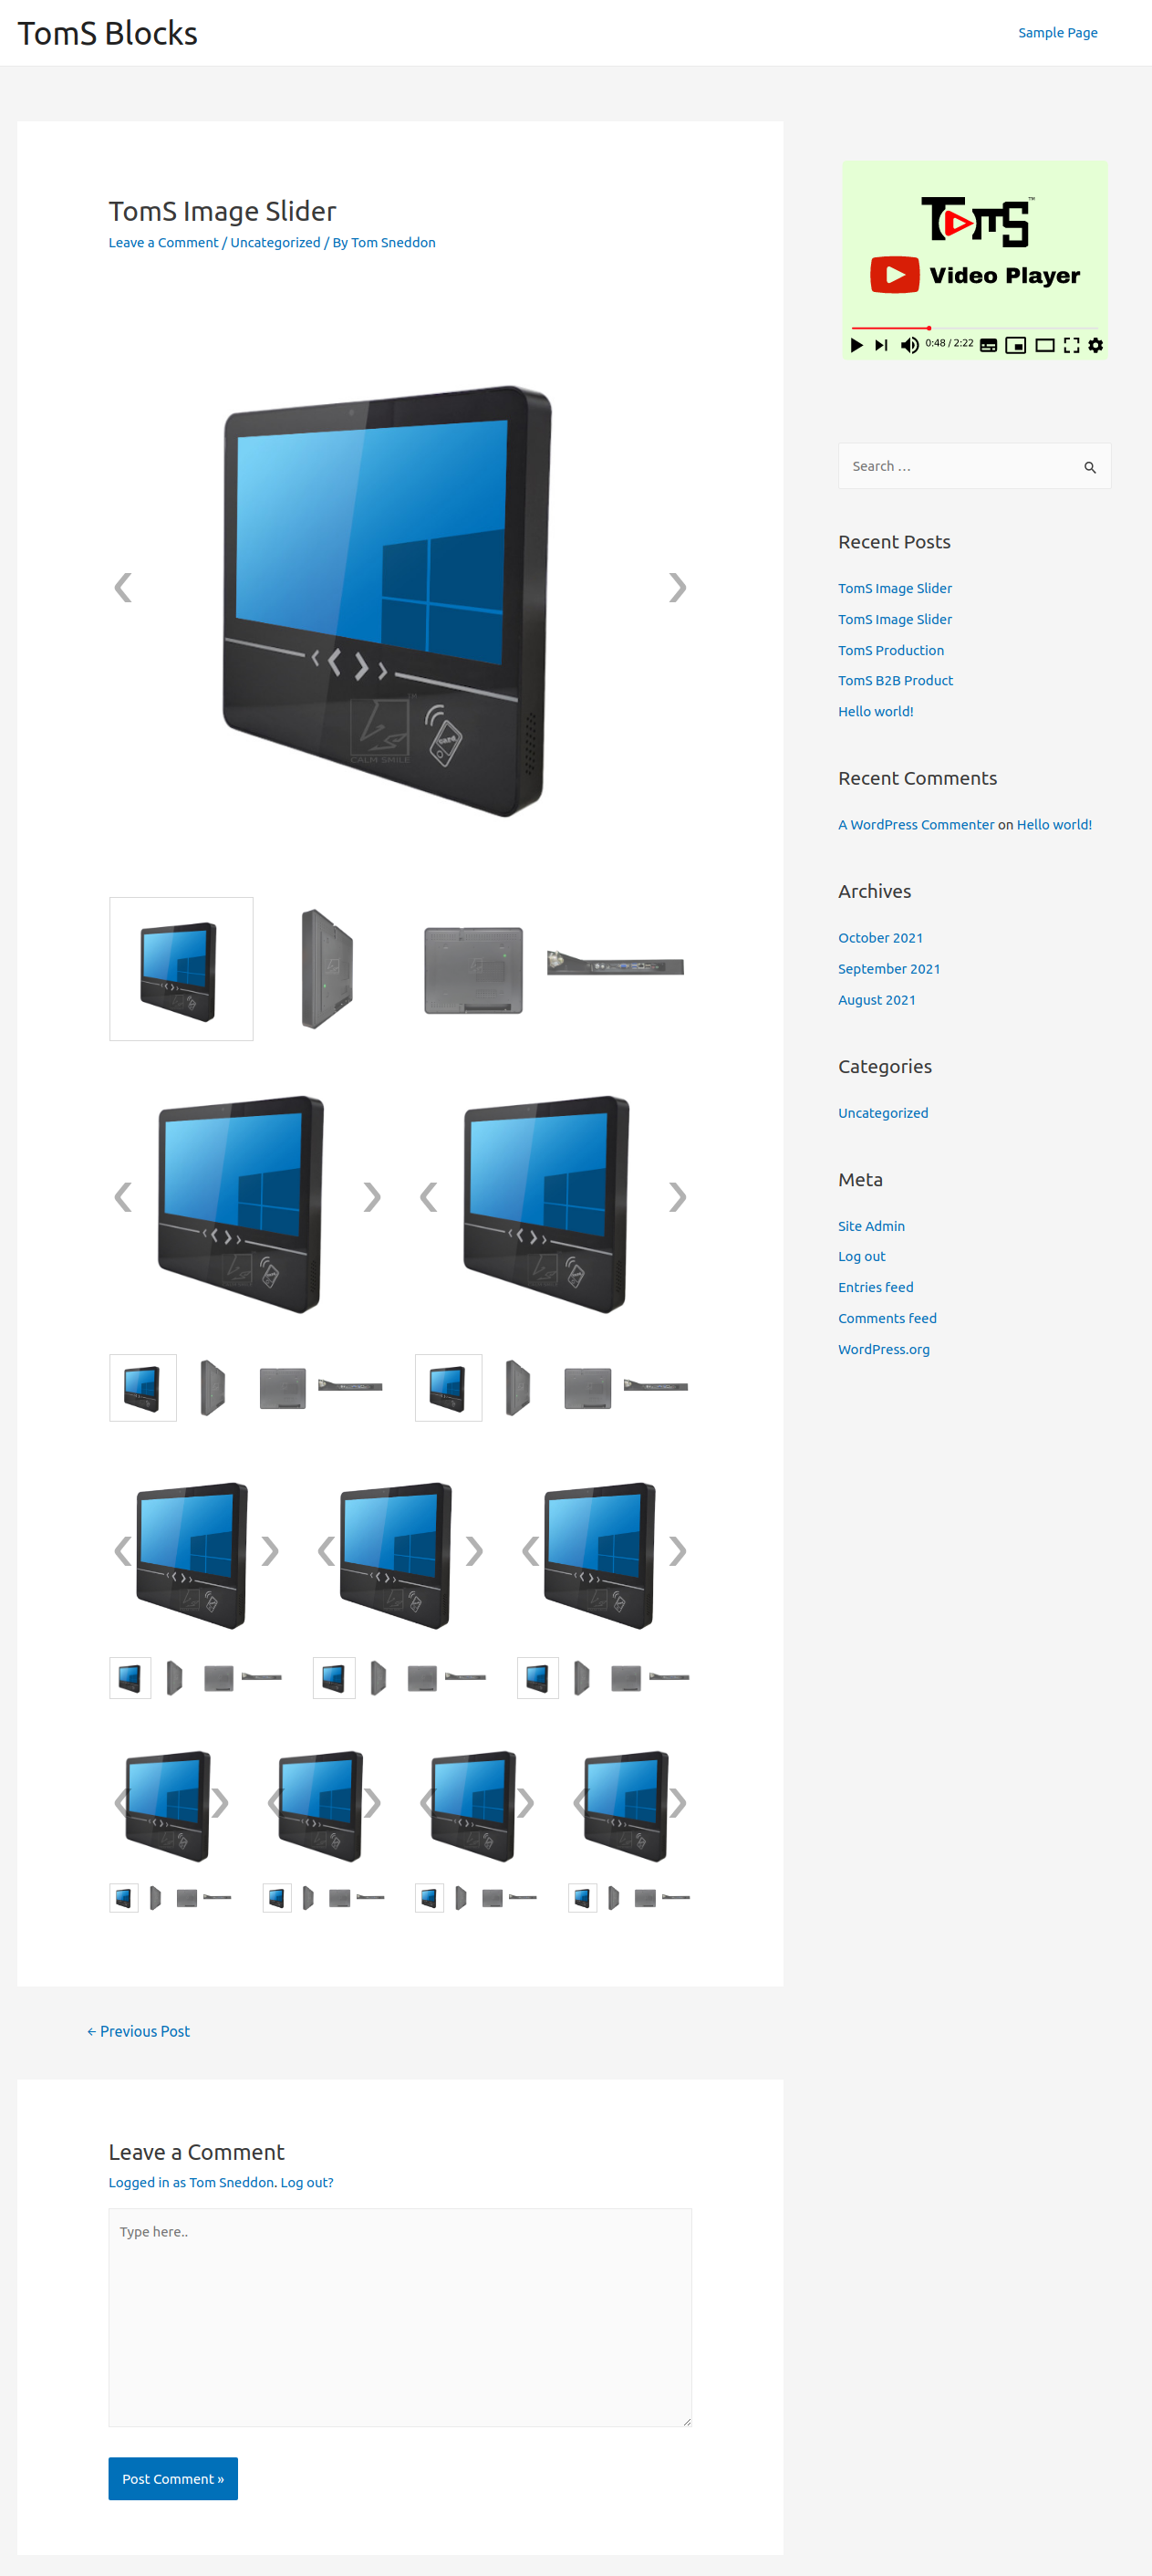 TomS Blocks
Sample Page
TomS Image Slider
Leave a Comment / Uncategorized / By Tom Sneddon
CALM SMILE
← Previous Post
Leave a Comment
Logged in as Tom Sneddon. Log out?
Type here..
Post Comment »
TomS™
Video Player
0:48 / 2:22
Search …
Recent Posts
TomS Image Slider
TomS Image Slider
TomS Production
TomS B2B Product
Hello world!
Recent Comments
A WordPress Commenter on Hello world!
Archives
October 2021
September 2021
August 2021
Categories
Uncategorized
Meta
Site Admin
Log out
Entries feed
Comments feed
WordPress.org